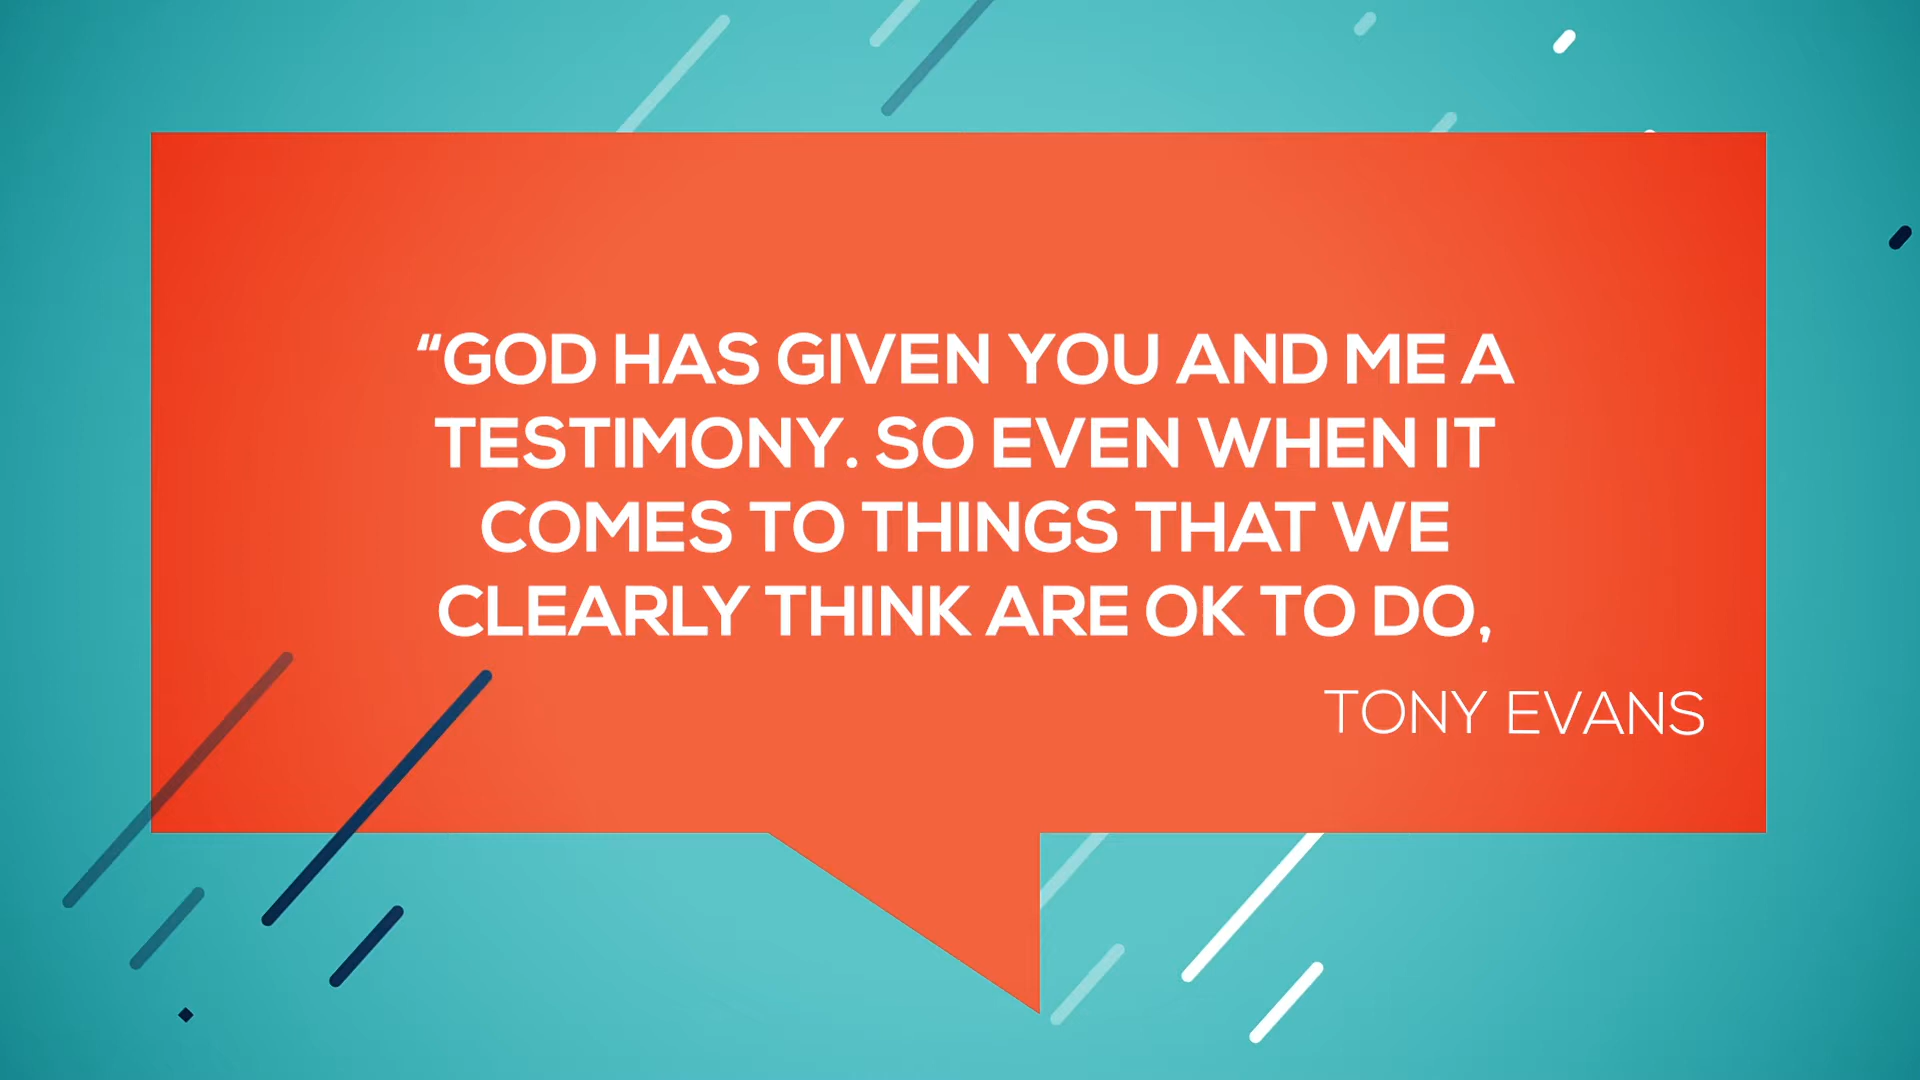 “GOD HAS GIVEN YOU AND ME A
TESTIMONY. SO EVEN WHEN IT
COMES TO THINGS THAT WE
CLEARLY THINK ARE OK TO DO,
TONY EVANS